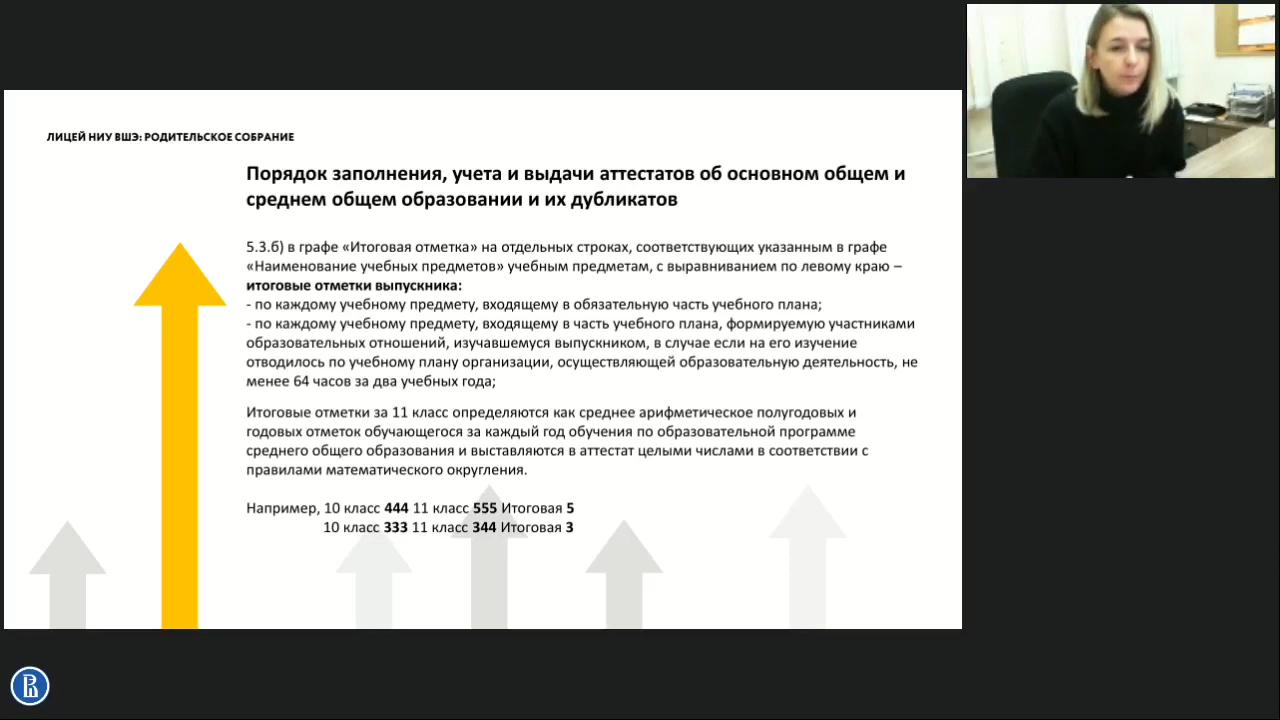 ЛИЦЕЙ НИУ ВШЭ: РОДИТЕЛЬСКОЕ СОБРАНИЕ
Порядок заполнения, учета и выдачи аттестатов об основном общем и
среднем общем образовании и их дубликатов
5.3.б) в графе «Итоговая отметка» на отдельных строках, соответствующих указанным в графе
«Наименование учебных предметов» учебным предметам, с выравниванием по левому краю –
итоговые отметки выпускника:
- по каждому учебному предмету, входящему в обязательную часть учебного плана;
- по каждому учебному предмету, входящему в часть учебного плана, формируемую участниками
образовательных отношений, изучавшемуся выпускником, в случае если на его изучение
отводилось по учебному плану организации, осуществляющей образовательную деятельность, не
менее 64 часов за два учебных года;
Итоговые отметки за 11 класс определяются как среднее арифметическое полугодовых и
годовых отметок обучающегося за каждый год обучения по образовательной программе
среднего общего образования и выставляются в аттестат целыми числами в соответствии с
правилами математического округления.
Например, 10 класс 444 11 класс 555 Итоговая 5
10 класс 333 11 класс 344 Итоговая 3